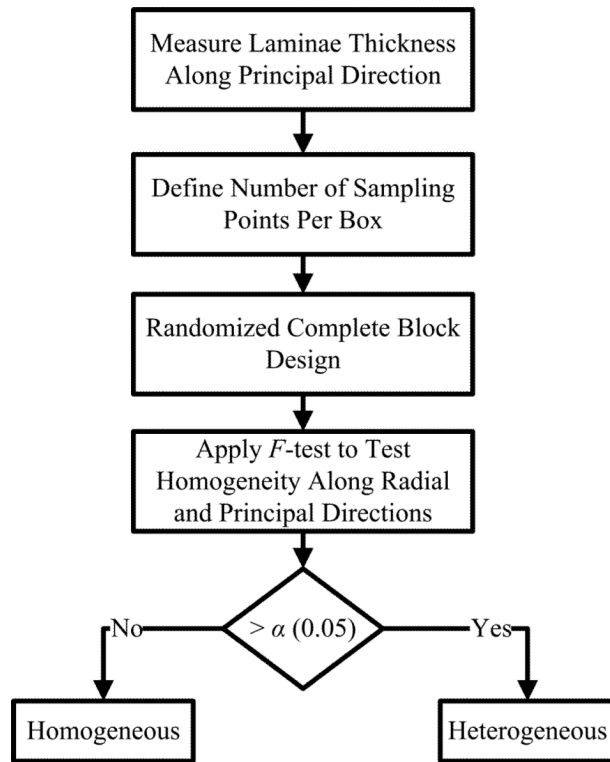 Measure Laminae Thickness
Along Principal Direction
Define Number of Sampling
Points Per Box
Randomized Complete Block
Design
Apply F-test to Test
Homogeneity Along Radial
and Principal Directions
> α (0.05)
No
Yes
Homogeneous
Heterogeneous